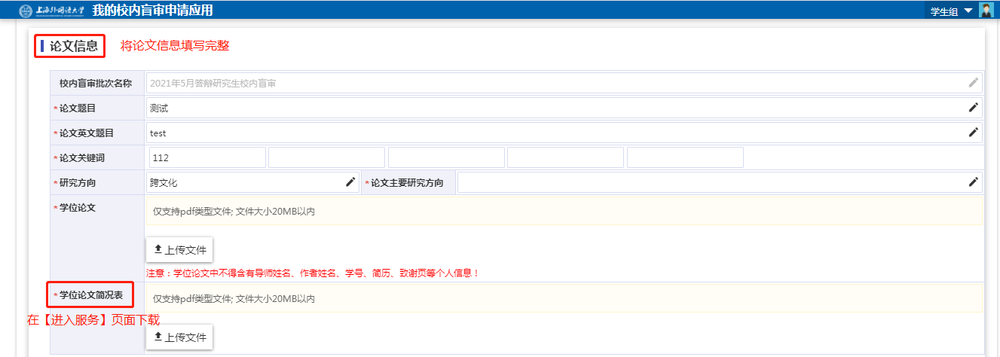 上海外国语大学 我的校内盲审申请应用 学生组
论文信息 将论文信息填写完整
校内盲审批次名称 2021年5月答辩研究生校内盲审
*论文题目 测试
*论文英文题目 test
*论文关键词 112
*研究方向 跨文化 *论文主要研究方向
*学位论文 仅支持pdf类型文件; 文件大小20MB以内
上传文件
注意：学位论文中不得含有导师姓名、作者姓名、学号、简历、致谢页等个人信息！
*学位论文简况表 仅支持pdf类型文件; 文件大小20MB以内
在【进入服务】页面下载
上传文件